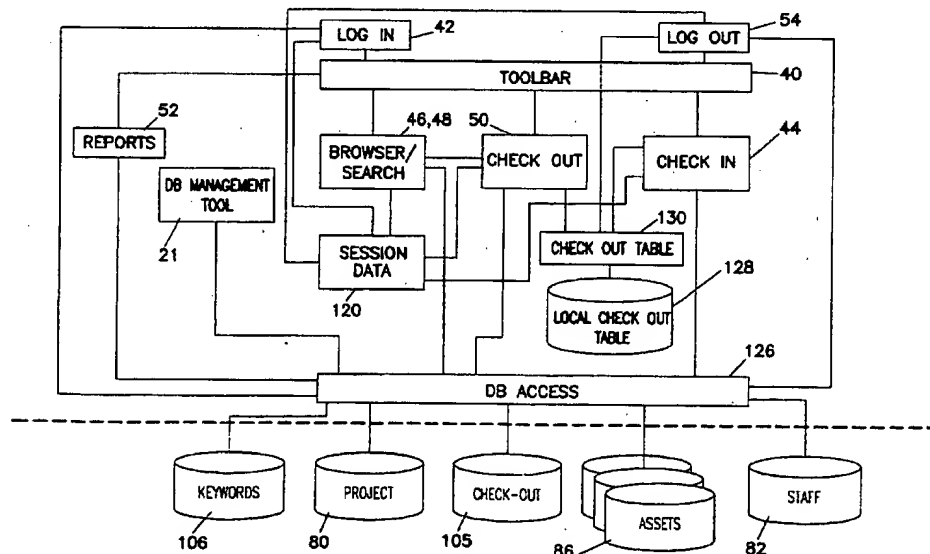 LOG IN
42
LOG OUT
54
TOOLBAR
40
52
REPORTS
46,48
BROWSER/
SEARCH
50
CHECK OUT
CHECK IN
44
DB MANAGEMENT
TOOL
21
SESSION
DATA
120
130
CHECK OUT TABLE
128
LOCAL CHECK OUT
TABLE
126
DB ACCESS
KEYWORDS
106
PROJECT
80
CHECK-OUT
105
ASSETS
86
STAFF
82